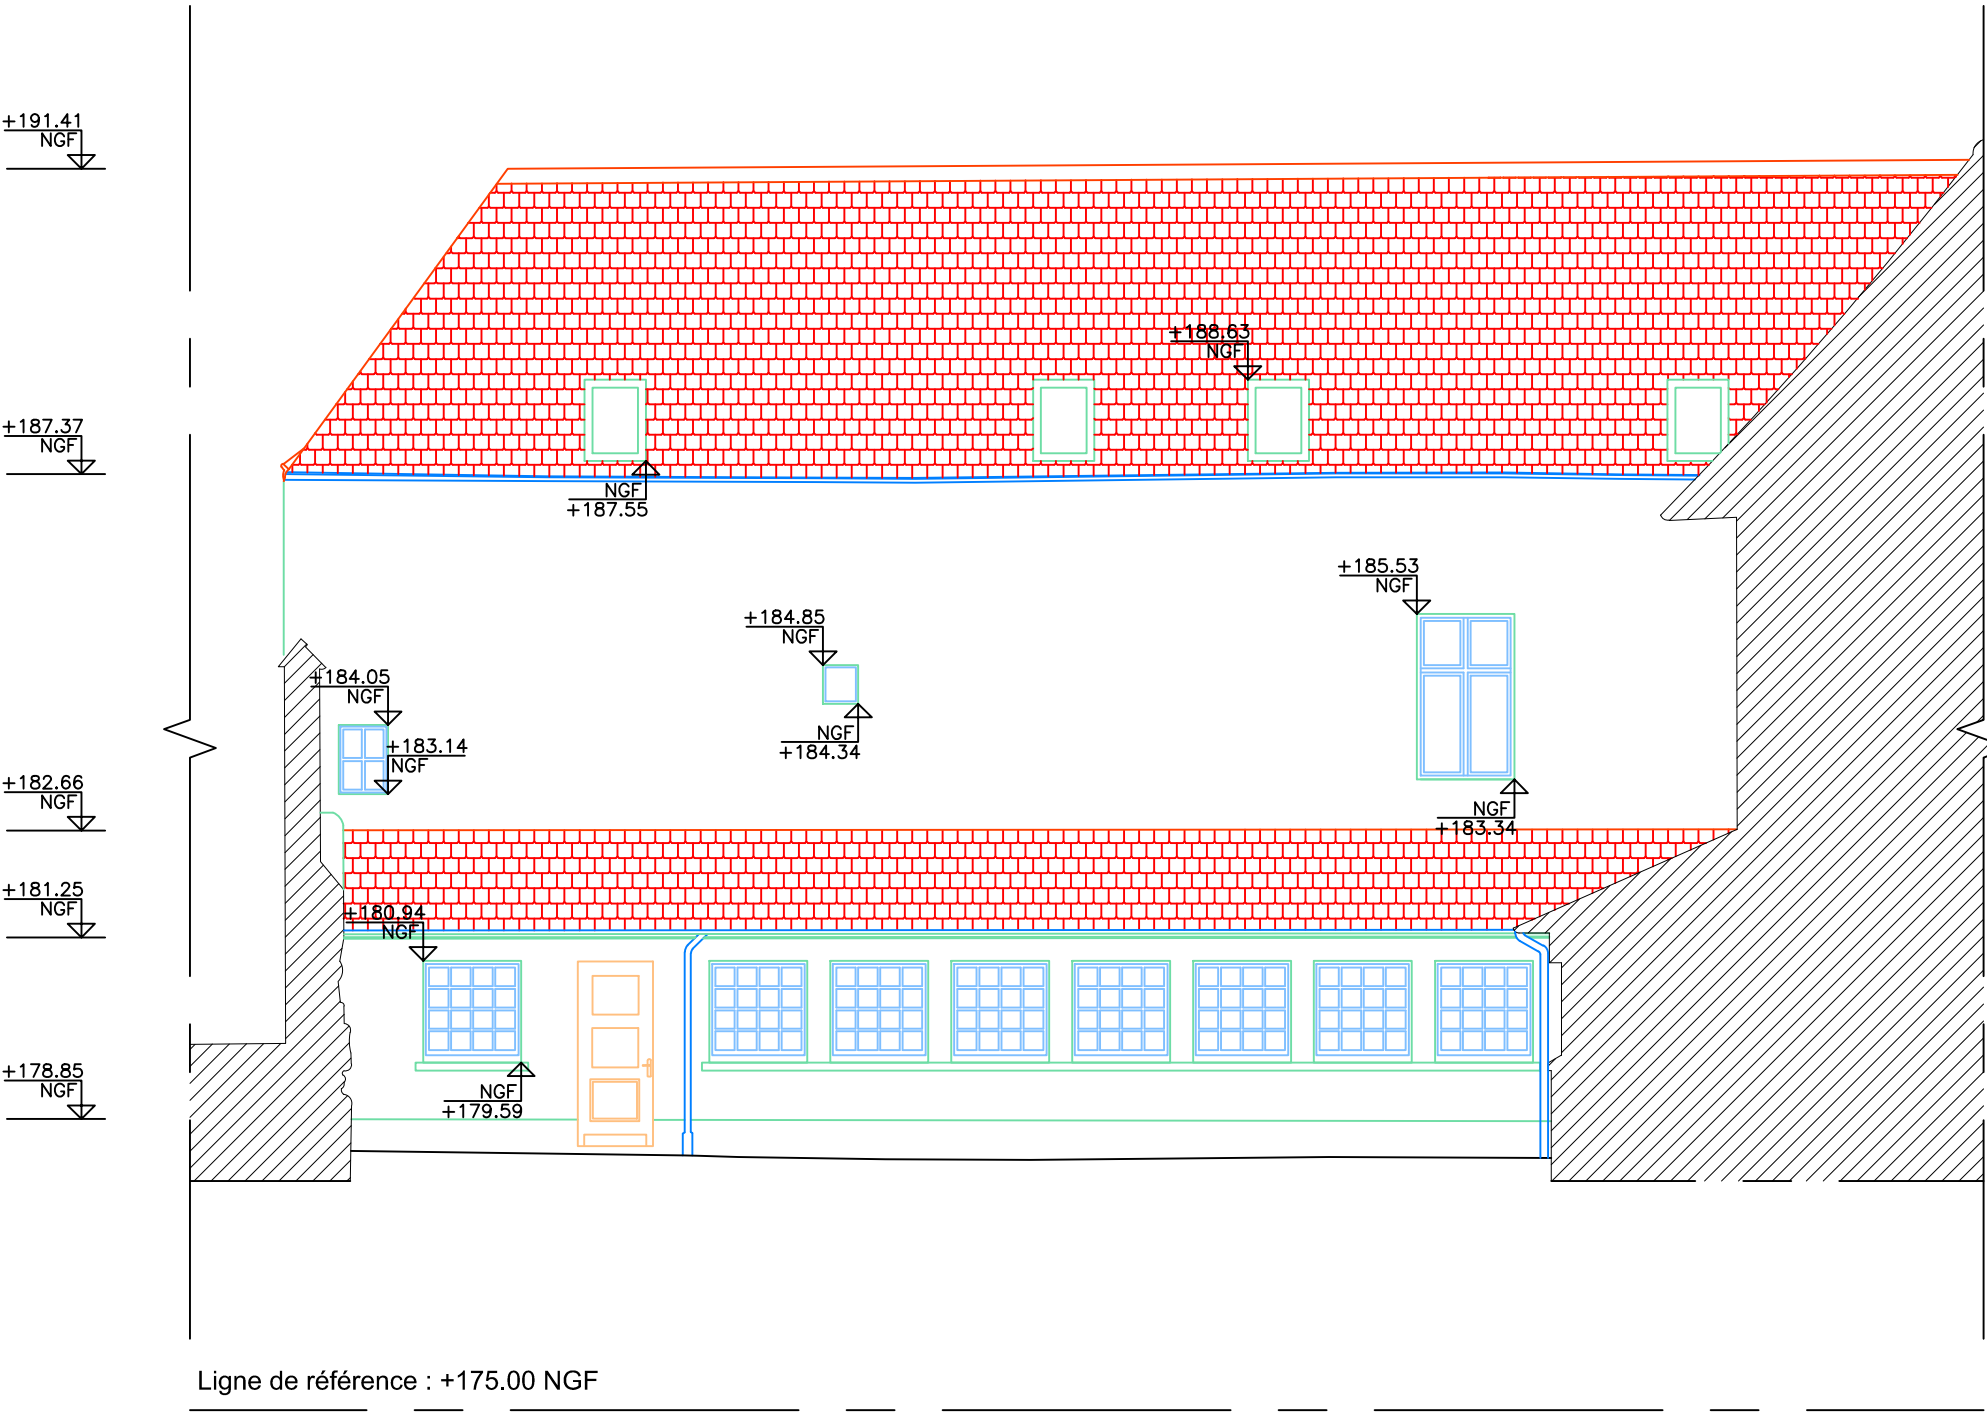 +191.41
NGF
+188.63
NGF
+187.37
NGF
NGF
+187.55
+185.53
NGF
+184.85
NGF
+184.05
NGF
NGF
+184.34
+183.14
NGF
+182.66
NGF
NGF
+183.34
+181.25
NGF
+180.94
NGF
+178.85
NGF
NGF
+179.59
Ligne de référence : +175.00 NGF